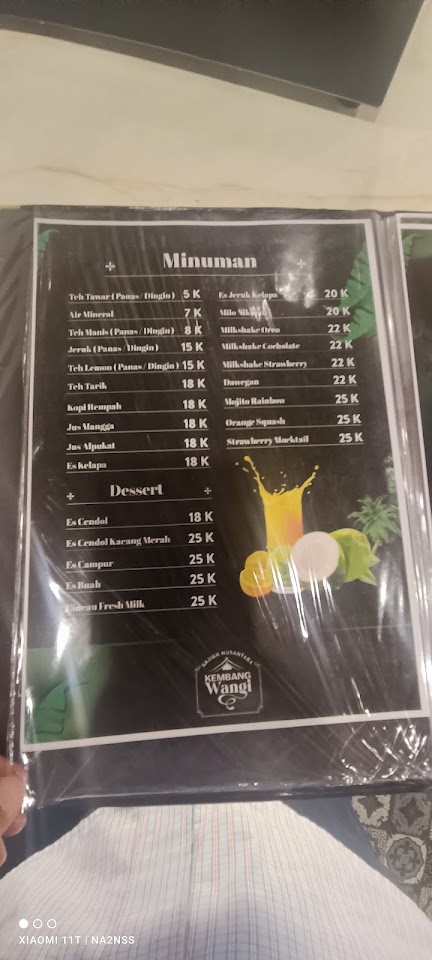 Minuman
Teh Tawar ( Panas / Dingin ) 5 K
Air Mineral 7 K
Teh Manis ( Panas / Dingin ) 8 K
Jeruk ( Panas / Dingin ) 15 K
Teh Lemon ( Panas / Dingin ) 15 K
Teh Tarik 18 K
Kopi Rempah 18 K
Jus Mangga 18 K
Jus Alpukat 18 K
Es Kelapa 18 K
Es Jeruk Kelapa 20 K
Milo 20 K
Milkshake Oreo 22 K
Milkshake Cocholate 22 K
Milkshake Strawberry 22 K
Dawegan 22 K
Mojito Rainbow 25 K
Orange Squash 25 K
Strawberry Mocktail 25 K
Dessert
Es Cendol 18 K
Es Cendol Kacang Merah 25 K
Es Campur 25 K
Es Buah 25 K
Fresh Milk 25 K
SAJIAN NUSANTARA
KEMBANG
Wangi
XIAOMI 11T | NA2NSS